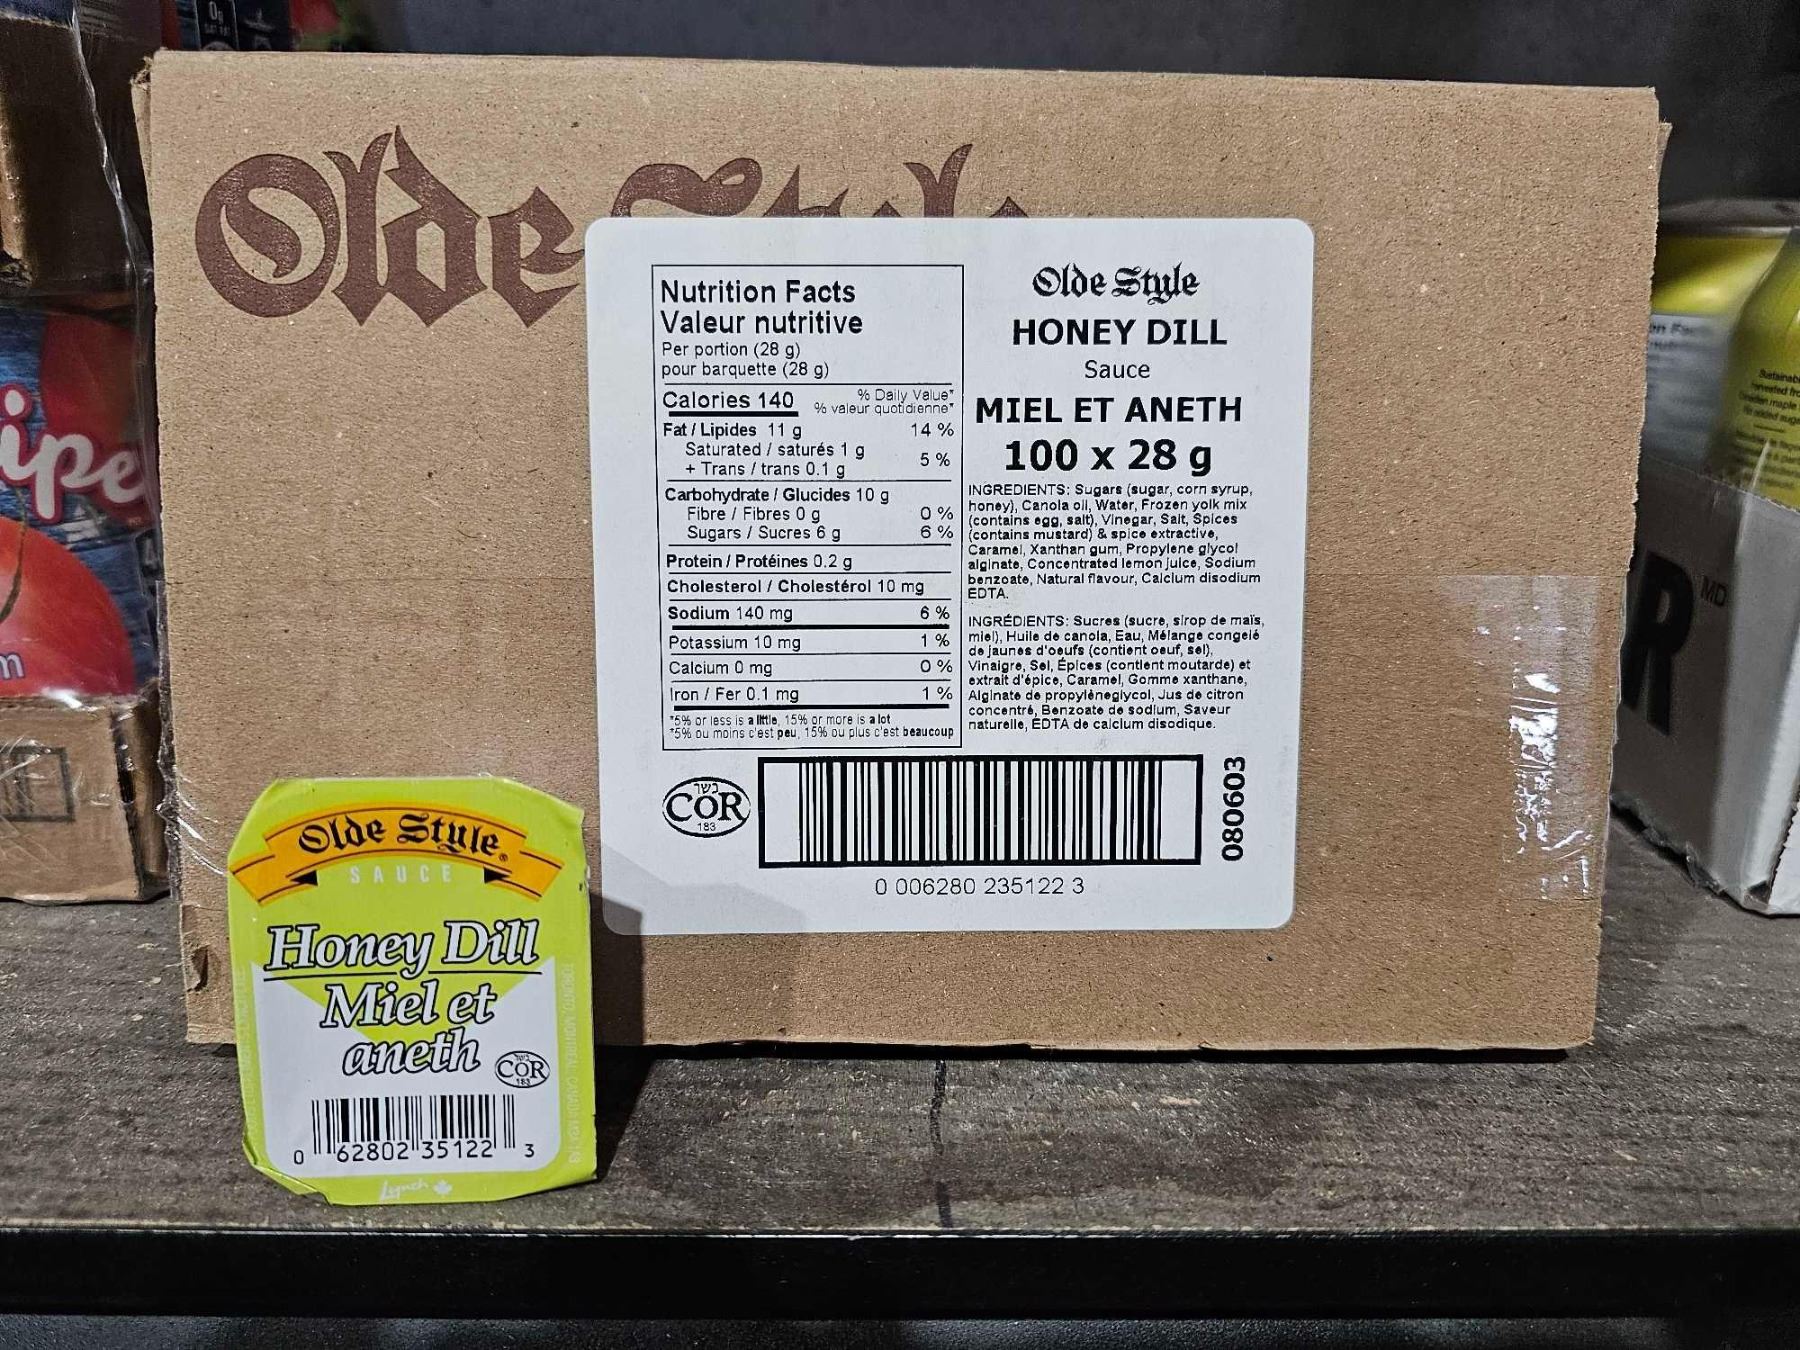 Olde Style
Nutrition Facts
Valeur nutritive
Per portion (28 g)
pour barquette (28 g)
Calories 140
% Daily Value*
% valeur quotidienne*
Fat / Lipides 11 g 14 %
Saturated / saturés 1 g
+ Trans / trans 0.1 g 5 %
Carbohydrate / Glucides 10 g
Fibre / Fibres 0 g 0 %
Sugars / Sucres 6 g 6 %
Protein / Protéines 0.2 g
Cholesterol / Cholestérol 10 mg
Sodium 140 mg 6 %
Potassium 10 mg 1 %
Calcium 0 mg 0 %
Iron / Fer 0.1 mg 1 %
*5% or less is a little, 15% or more is a lot
*5% ou moins c'est peu, 15% ou plus c'est beaucoup
Olde Style
HONEY DILL
Sauce
MIEL ET ANETH
100 x 28 g
INGREDIENTS: Sugars (sugar, corn syrup,
honey), Canola oil, Water, Frozen yolk mix
(contains egg, salt), Vinegar, Salt, Spices
(contains mustard) & spice extractive,
Caramel, Xanthan gum, Propylene glycol
alginate, Concentrated lemon juice, Sodium
benzoate, Natural flavour, Calcium disodium
EDTA.
INGRÉDIENTS: Sucres (sucre, sirop de maïs,
miel), Huile de canola, Eau, Mélange congelé
de jaunes d'oeufs (contient oeuf, sel),
Vinaigre, Sel, Épices (contient moutarde) et
extrait d'épice, Caramel, Gomme xanthane,
Alginate de propylèneglycol, Jus de citron
concentré, Benzoate de sodium, Saveur
naturelle, EDTA de calcium disodique.
כשר
COR
183
0 006280 235122 3
080603
Olde Style®
SAUCE
Honey Dill
Miel et
aneth
כשר
COR
183
0 62802 35122 3
Lynch
ipe
m
R MD